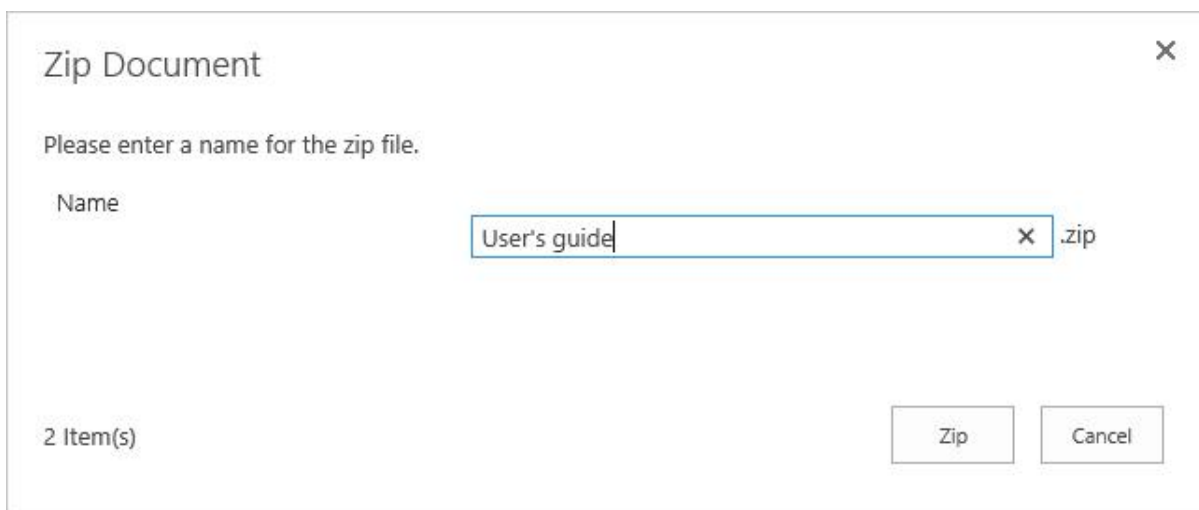 Zip Document
Please enter a name for the zip file.
Name
User's guide .zip
2 Item(s) Zip Cancel